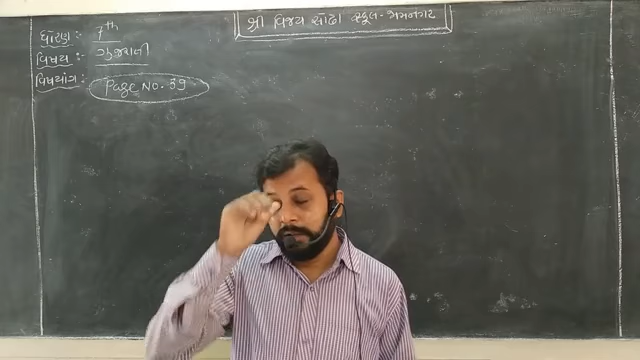 શ્રી વિજય સોઢા સ્કૂલ - જામનગર
ધોરણ :- 7th
વિષય :- ગુજરાતી
વિષયાંગ :- Page No. 39